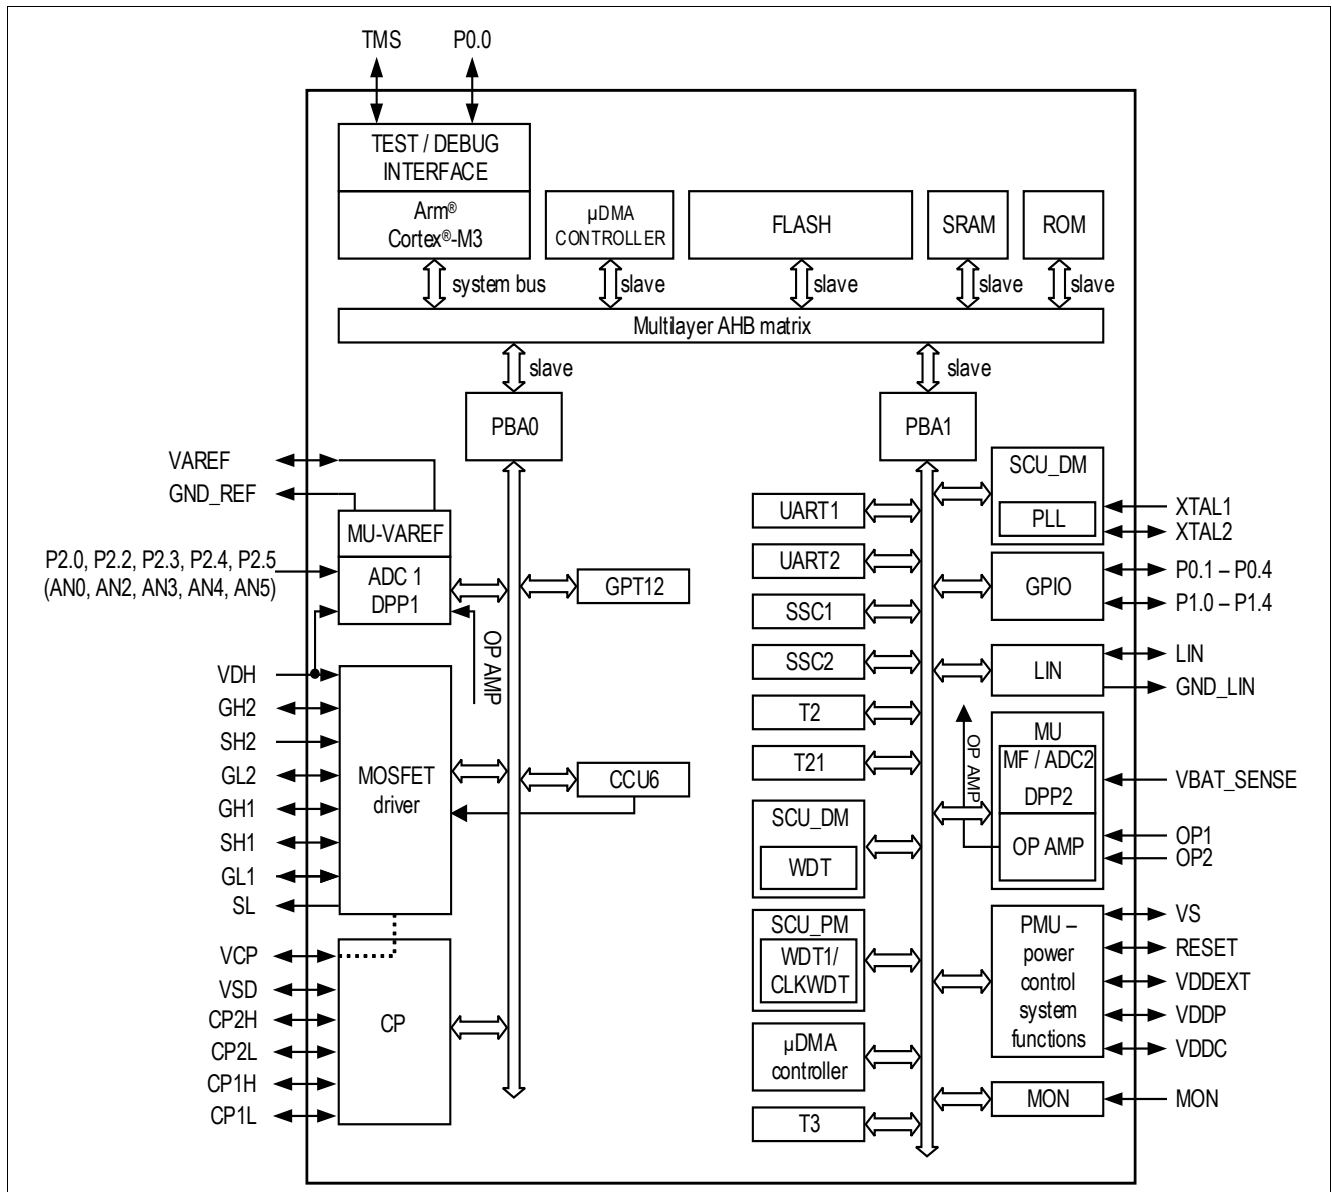 TMS
P0.0
TEST / DEBUG
INTERFACE
Arm®
Cortex®-M3
µDMA
CONTROLLER
FLASH
SRAM
ROM
system bus
slave
slave
slave
slave
Multilayer AHB matrix
slave
slave
PBA0
PBA1
VAREF
GND_REF
MU-VAREF
P2.0, P2.2, P2.3, P2.4, P2.5
(AN0, AN2, AN3, AN4, AN5)
ADC 1
DPP1
GPT12
OP AMP
VDH
GH2
SH2
GL2
GH1
SH1
GL1
SL
MOSFET
driver
CCU6
VCP
VSD
CP2H
CP2L
CP1H
CP1L
CP
UART1
UART2
SSC1
SSC2
T2
T21
SCU_DM
WDT
SCU_PM
WDT1/
CLKWDT
µDMA
controller
T3
SCU_DM
PLL
XTAL1
XTAL2
GPIO
P0.1 – P0.4
P1.0 – P1.4
LIN
LIN
GND_LIN
OP AMP
MU
MF / ADC2
DPP2
OP AMP
VBAT_SENSE
OP1
OP2
PMU –
power
control
system
functions
VS
RESET
VDDEXT
VDDP
VDDC
MON
MON